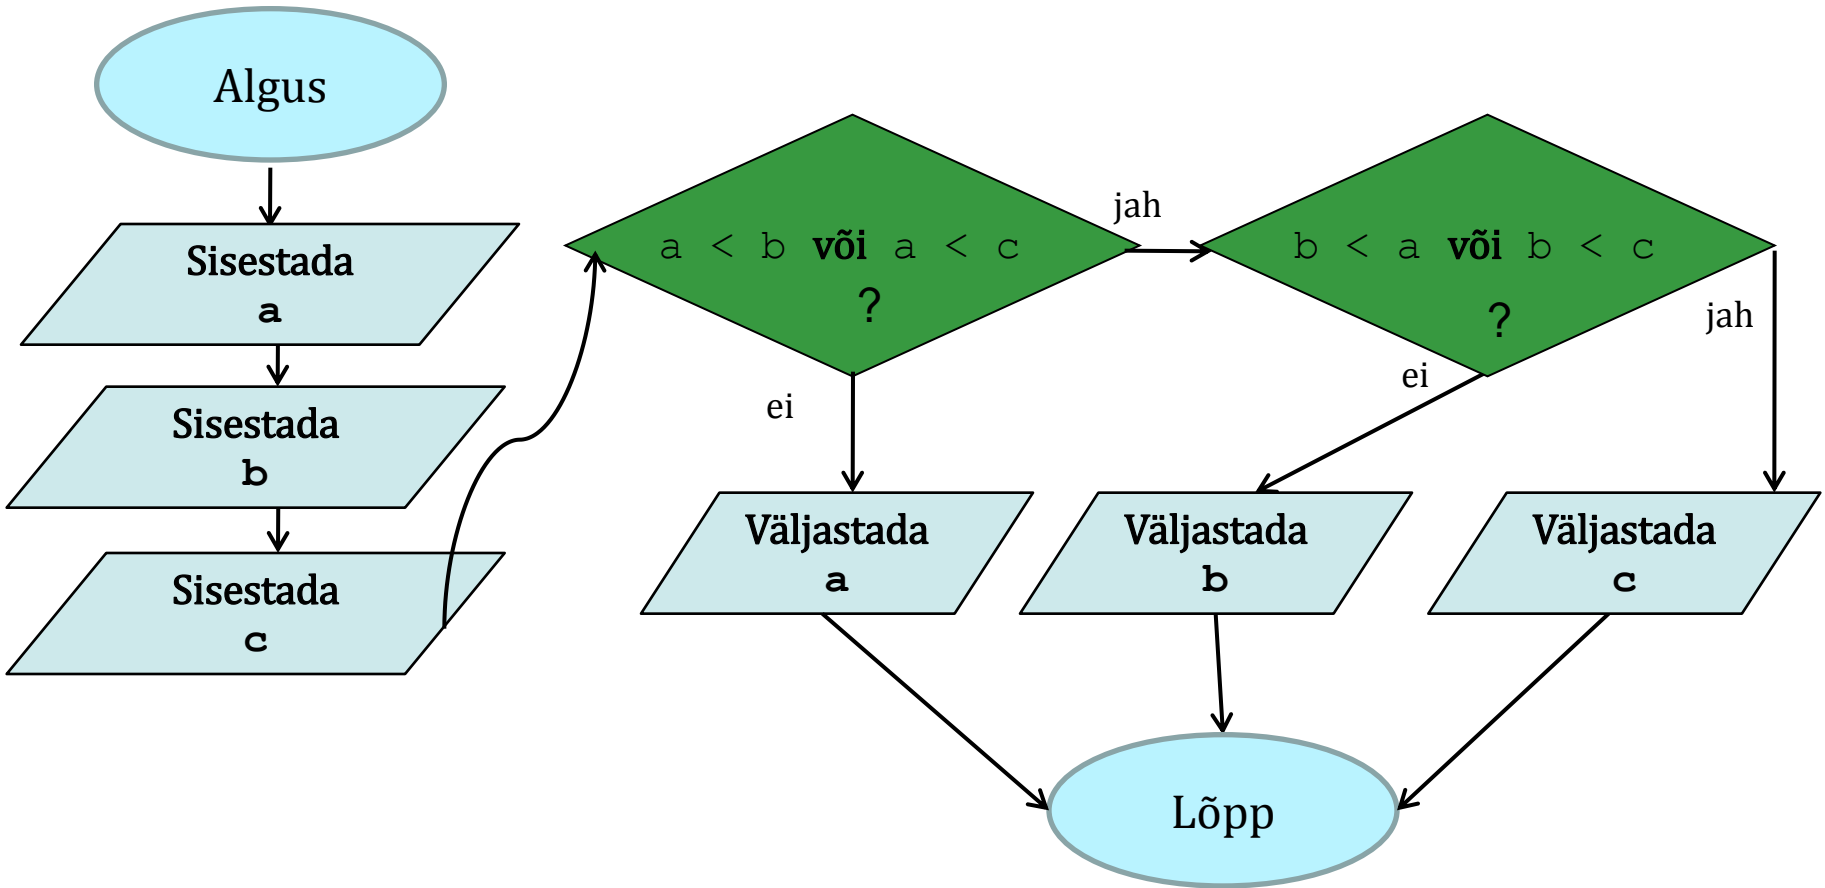 Algus
Sisestada
a
Sisestada
b
Sisestada
c
a < b või a < c
?
jah
ei
b < a või b < c
?
jah
ei
Väljastada
a
Väljastada
b
Väljastada
c
Lõpp